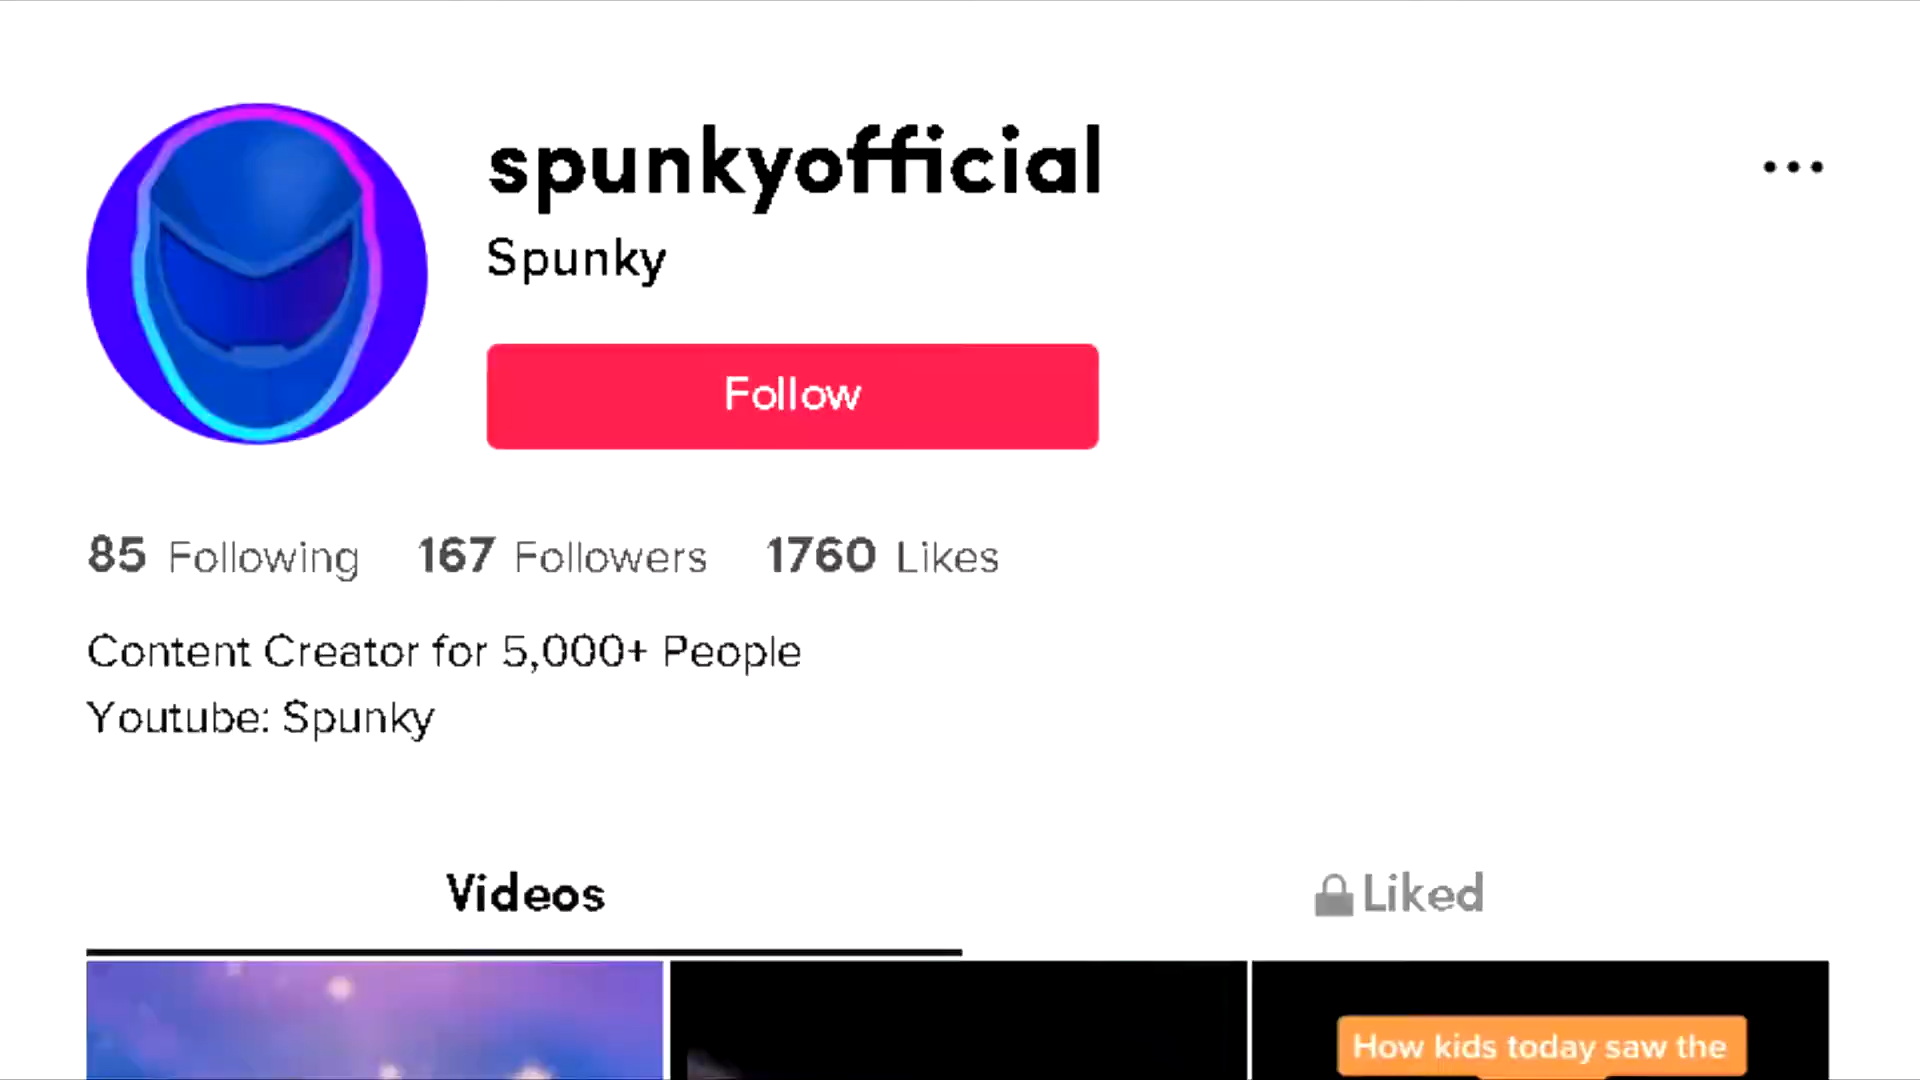 spunkyofficial
Spunky
Follow
85 Following 167 Followers 1760 Likes
Content Creator for 5,000+ People
Youtube: Spunky
Videos Liked
How kids today saw the